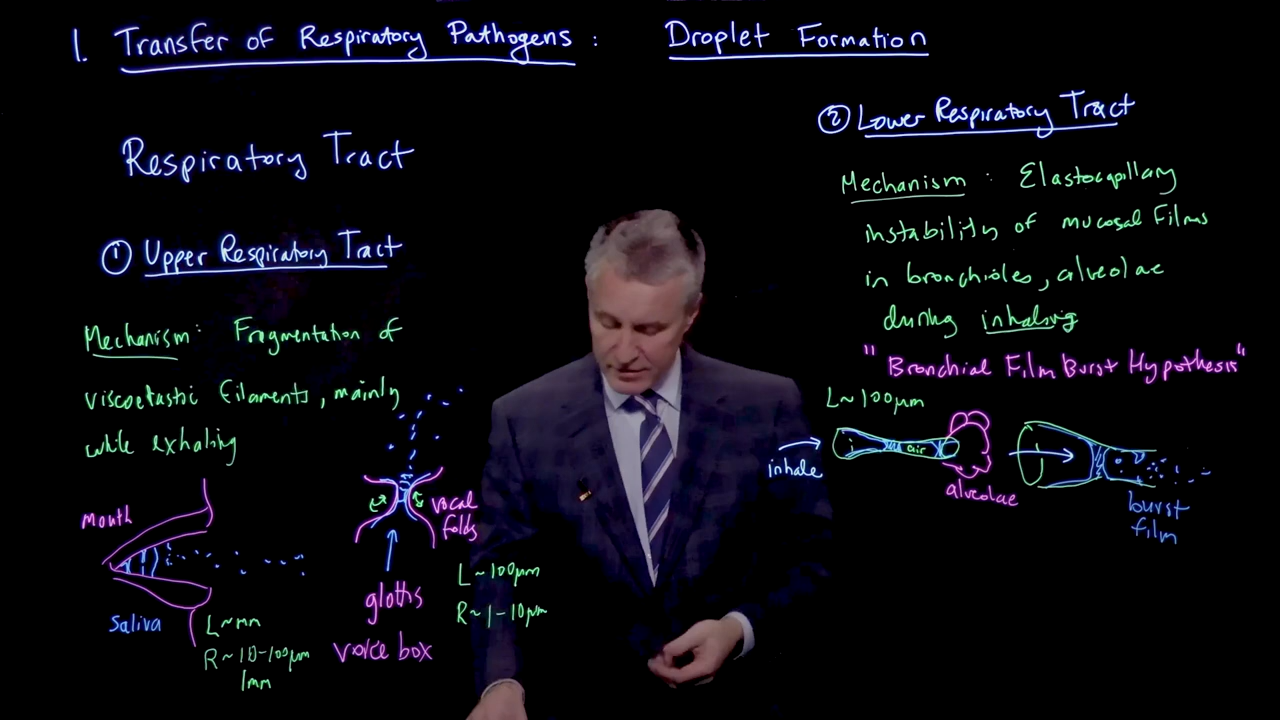 1. Transfer of Respiratory Pathogens : Droplet Formation
Respiratory Tract
① Upper Respiratory Tract
Mechanism: Fragmentation of
viscoelastic filaments, mainly
while exhaling
mouth
saliva
L~mm
R~10-100μm
1mm
vocal
folds
gloths
voice box
L~100μm
R~1-10μm
② Lower Respiratory Tract
Mechanism : Elastocapillary
instability of mucosal films
in bronchioles, alveolae
during inhaling
"Bronchial Film Burst Hypothesis"
L~100μm
inhale
air
alveolae
burst
film